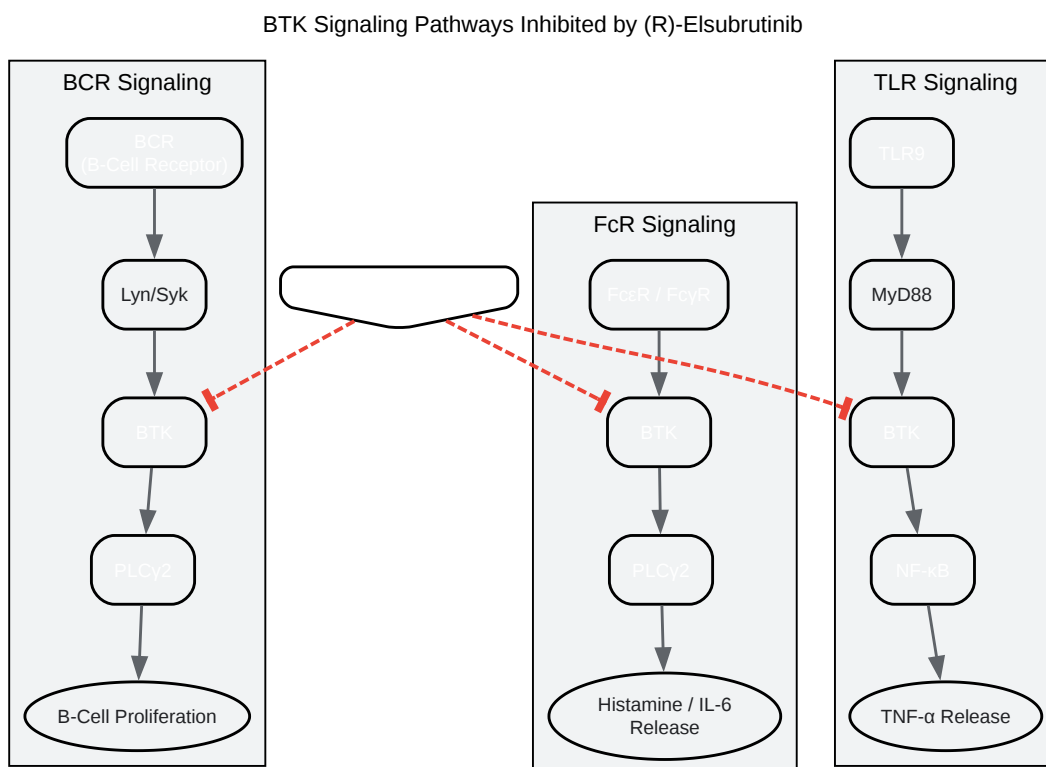 BTK Signaling Pathways Inhibited by (R)-Elsubrutinib
BCR Signaling
BCR
(B-Cell Receptor)
Lyn/Syk
BTK
PLCγ2
B-Cell Proliferation
FcR Signaling
FcεR / FcγR
BTK
PLCγ2
Histamine / IL-6
Release
TLR Signaling
TLR9
MyD88
BTK
NF-κB
TNF-α Release